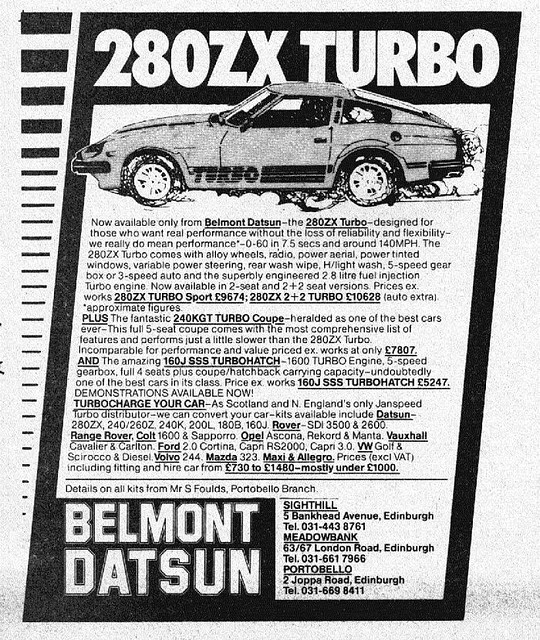 280ZX TURBO
TURBO
Now available only from Belmont Datsun–the 280ZX Turbo–designed for
those who want real performance without the loss of reliability and flexibility–
we really do mean performance*–0-60 in 7.5 secs and around 140MPH. The
280ZX Turbo comes with alloy wheels, radio, power aerial, power tinted
windows, variable power steering, rear wash wipe, H/light wash, 5-speed gear
box or 3-speed auto and the superbly engineered 2.8 litre fuel injection
Turbo engine. Now available in 2-seat and 2+2 seat versions. Prices ex.
works 280ZX TURBO Sport £9674; 280ZX 2+2 TURBO £10628 (auto extra).
*approximate figures.
PLUS The fantastic 240KGT TURBO Coupe–heralded as one of the best cars
ever–This full 5-seat coupe comes with the most comprehensive list of
features and performs just a little slower than the 280ZX Turbo.
Incomparable for performance and value priced ex. works at only £7807.
AND The amazing 160J SSS TURBOHATCH–1600 TURBO Engine, 5-speed
gearbox, full 4 seats plus coupe/hatchback carrying capacity–undoubtedly
one of the best cars in its class. Price ex. works 160J SSS TURBOHATCH £5247.
DEMONSTRATIONS AVAILABLE NOW!
TURBOCHARGE YOUR CAR–As Scotland and N. England's only Janspeed
Turbo distributor–we can convert your car–kits available include Datsun–
280ZX, 240/260Z, 240K, 200L, 180B, 160J. Rover–SDI 3500 & 2600.
Range Rover, Colt 1600 & Sapporro. Opel Ascona, Rekord & Manta. Vauxhall
Cavalier & Carlton. Ford 2.0 Cortina, Capri RS2000, Capri 3.0. VW Golf &
Scirocco & Diesel. Volvo 244. Mazda 323. Maxi & Allegro. Prices (excl VAT)
including fitting and hire car from £730 to £1480–mostly under £1000.
Details on all kits from Mr S Foulds, Portobello Branch.
BELMONT
DATSUN
SIGHTHILL
5 Bankhead Avenue, Edinburgh
Tel. 031-443 8761
MEADOWBANK
63/67 London Road, Edinburgh
Tel. 031-661 7966
PORTOBELLO
2 Joppa Road, Edinburgh
Tel. 031-669 8411